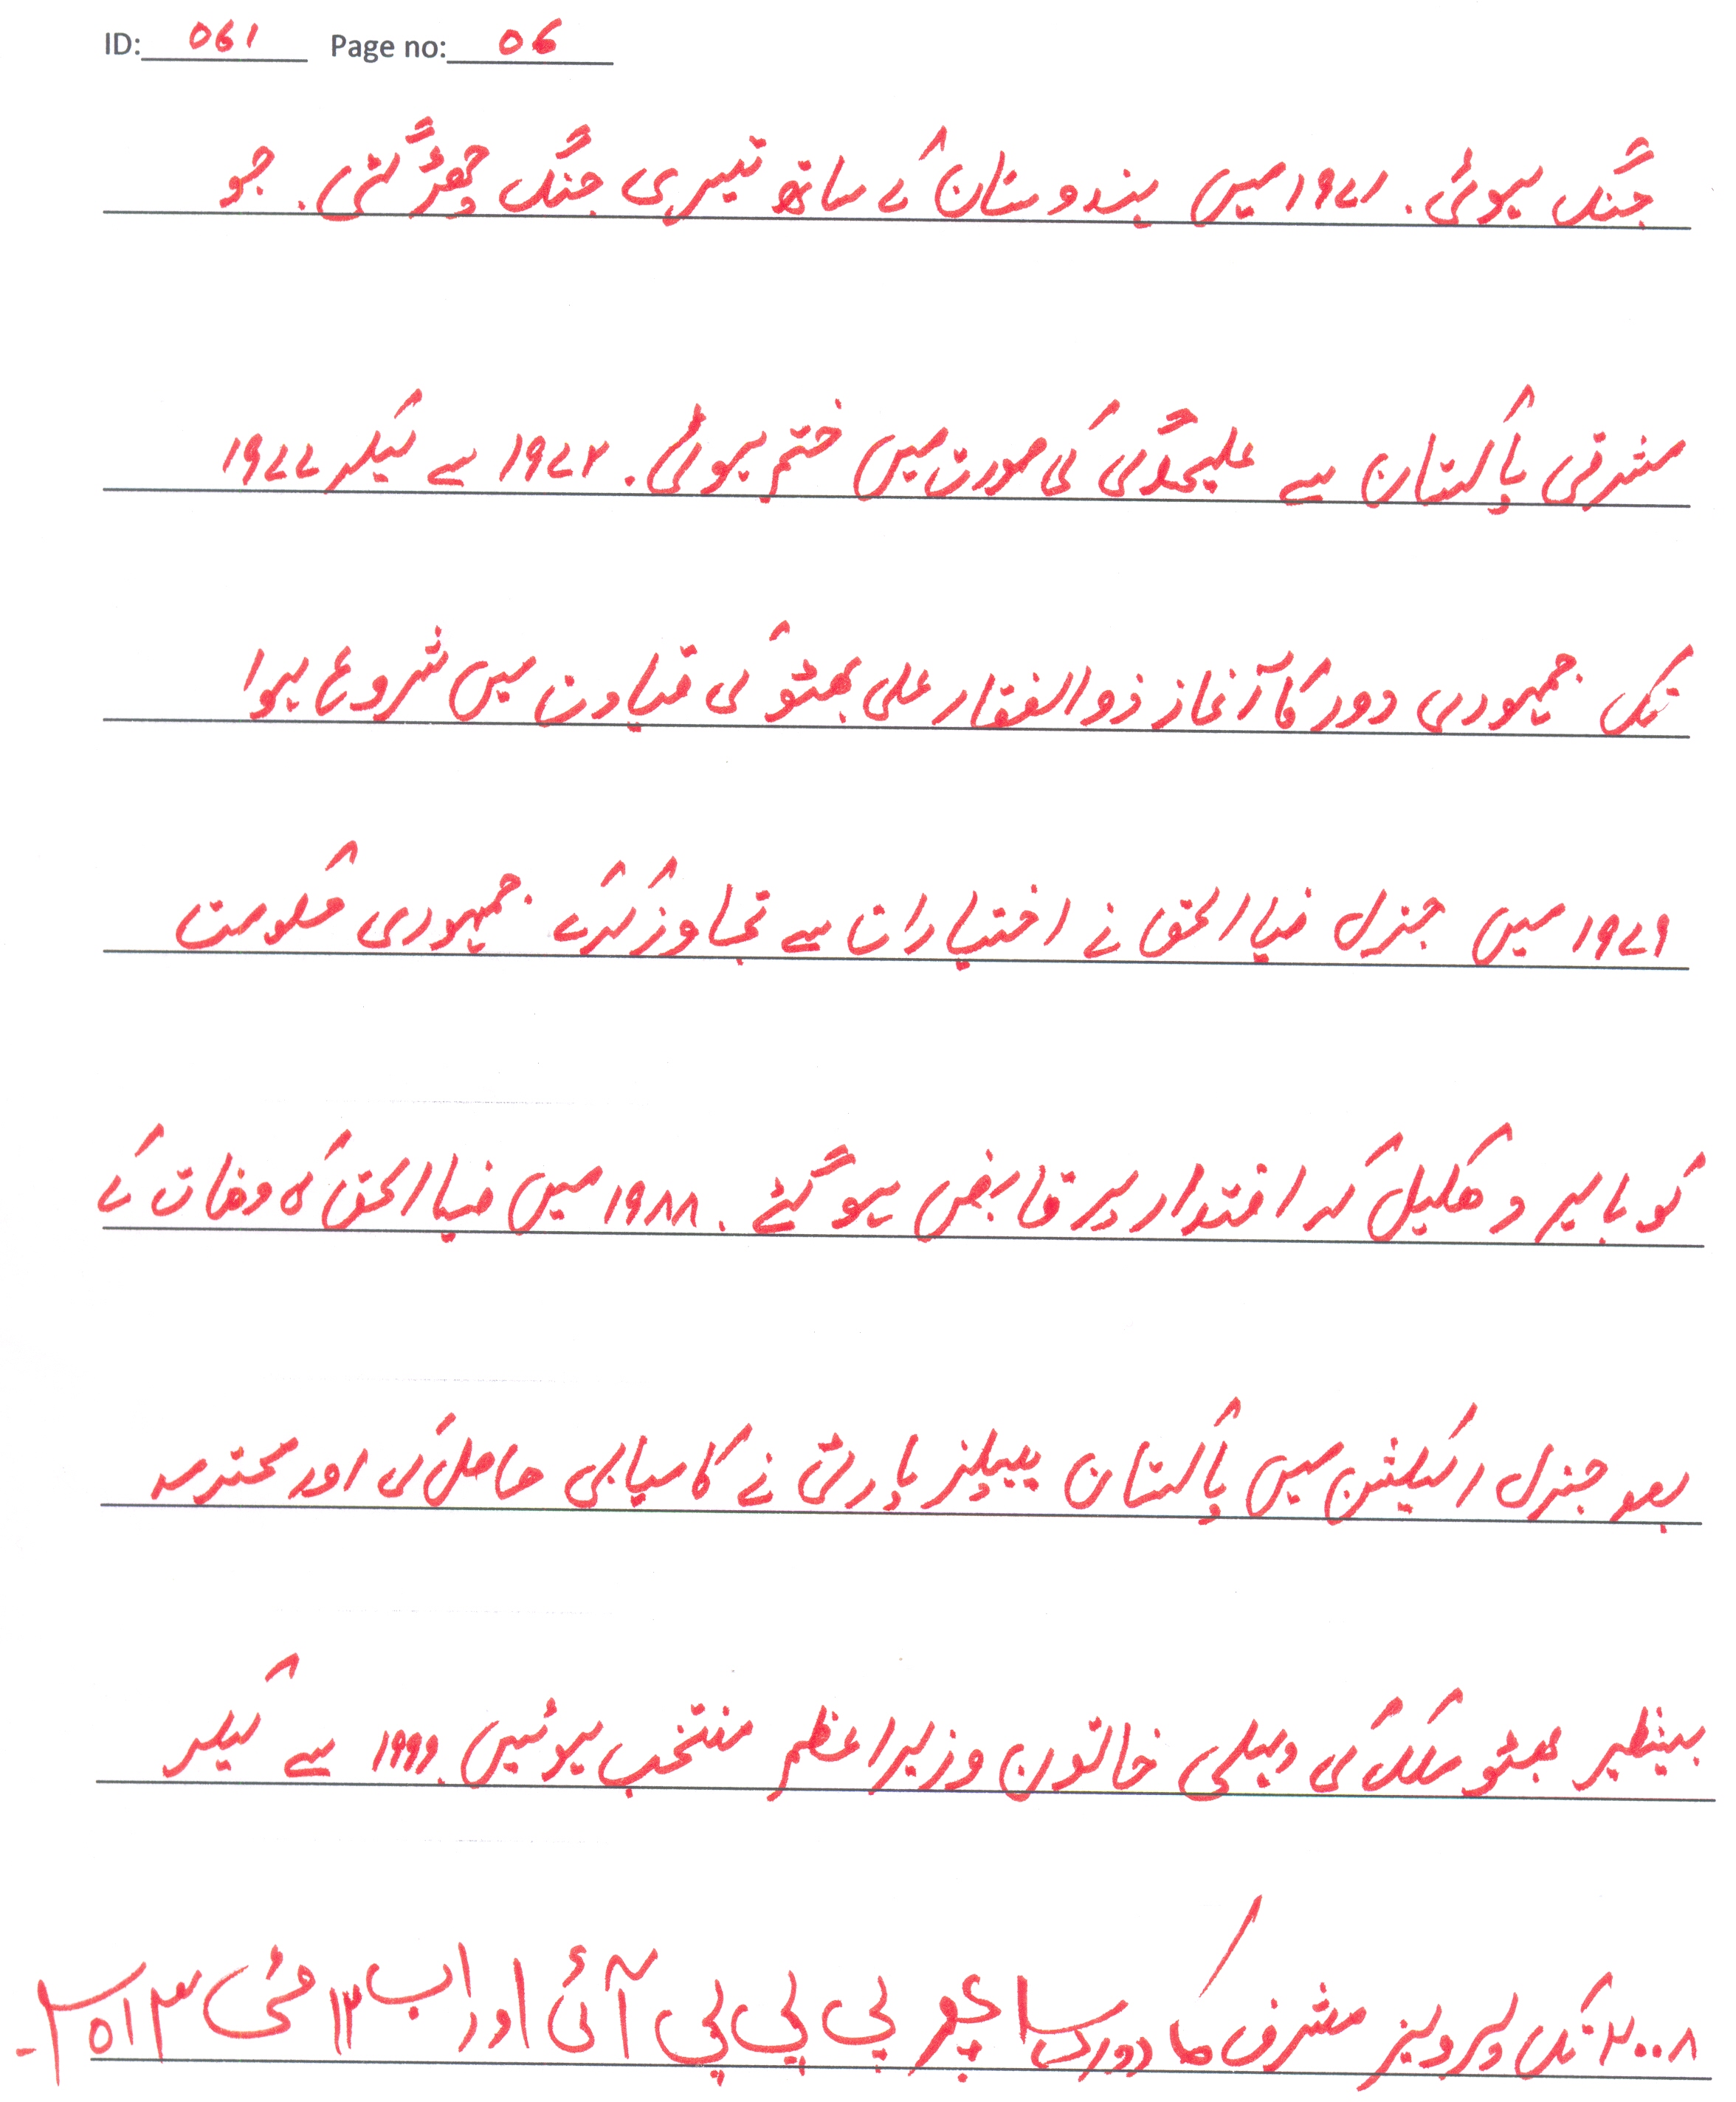 ID: 061 Page no: 06
جنگ ہوئی۔ ۱۹۷۱ میں ہندوستان کے ساتھ تیسری جنگ چھڑ گئی۔ جو
مشرقی پاکستان سے علیحدگی کی صورت میں ختم ہوئی۔ ۱۹۷۲ سے لیکر ۱۹۷۷
تک جمہوری دور کا آغاز ذوالفقار علی بھٹو کی قیادت میں شروع ہوا
۱۹۷۹ میں جنرل ضیاالحق نے اختیارات سے تجاوز کرکے جمہوری حکومت
کو ہا دھکیل کر اقتدار پر قابض ہو گئے۔ ۱۹۸۸ میں ضیاالحق کہ وفات کے
بعد جنرل الیکشن میں پاکستان پیپلز پارٹی نے کامیابی حاصل کی اور محترمہ
بینظیر بھٹو ملک کی پہلی خاتون وزیراعظم منتخب ہوئیں۔ ۱۹۹۹ سے لیکر
۲۰۰۸ تک پرویز مشرف کا دور رہا پھر پی پی پی آئی اور اب ۱۲ مئی ۲۰۱۳۔